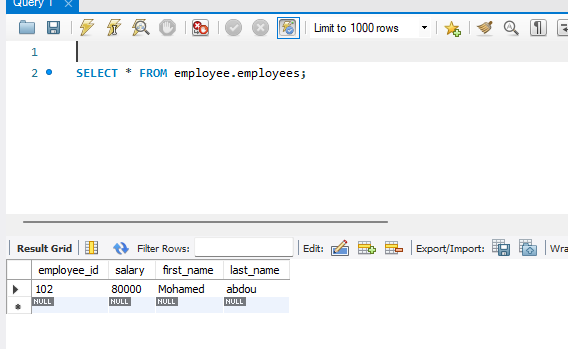 Query 1
Limit to 1000 rows
1
2 SELECT * FROM employee.employees;
Result Grid Filter Rows: Edit: Export/Import: Wra
employee_id salary first_name last_name
102 80000 Mohamed abdou
NULL NULL NULL NULL